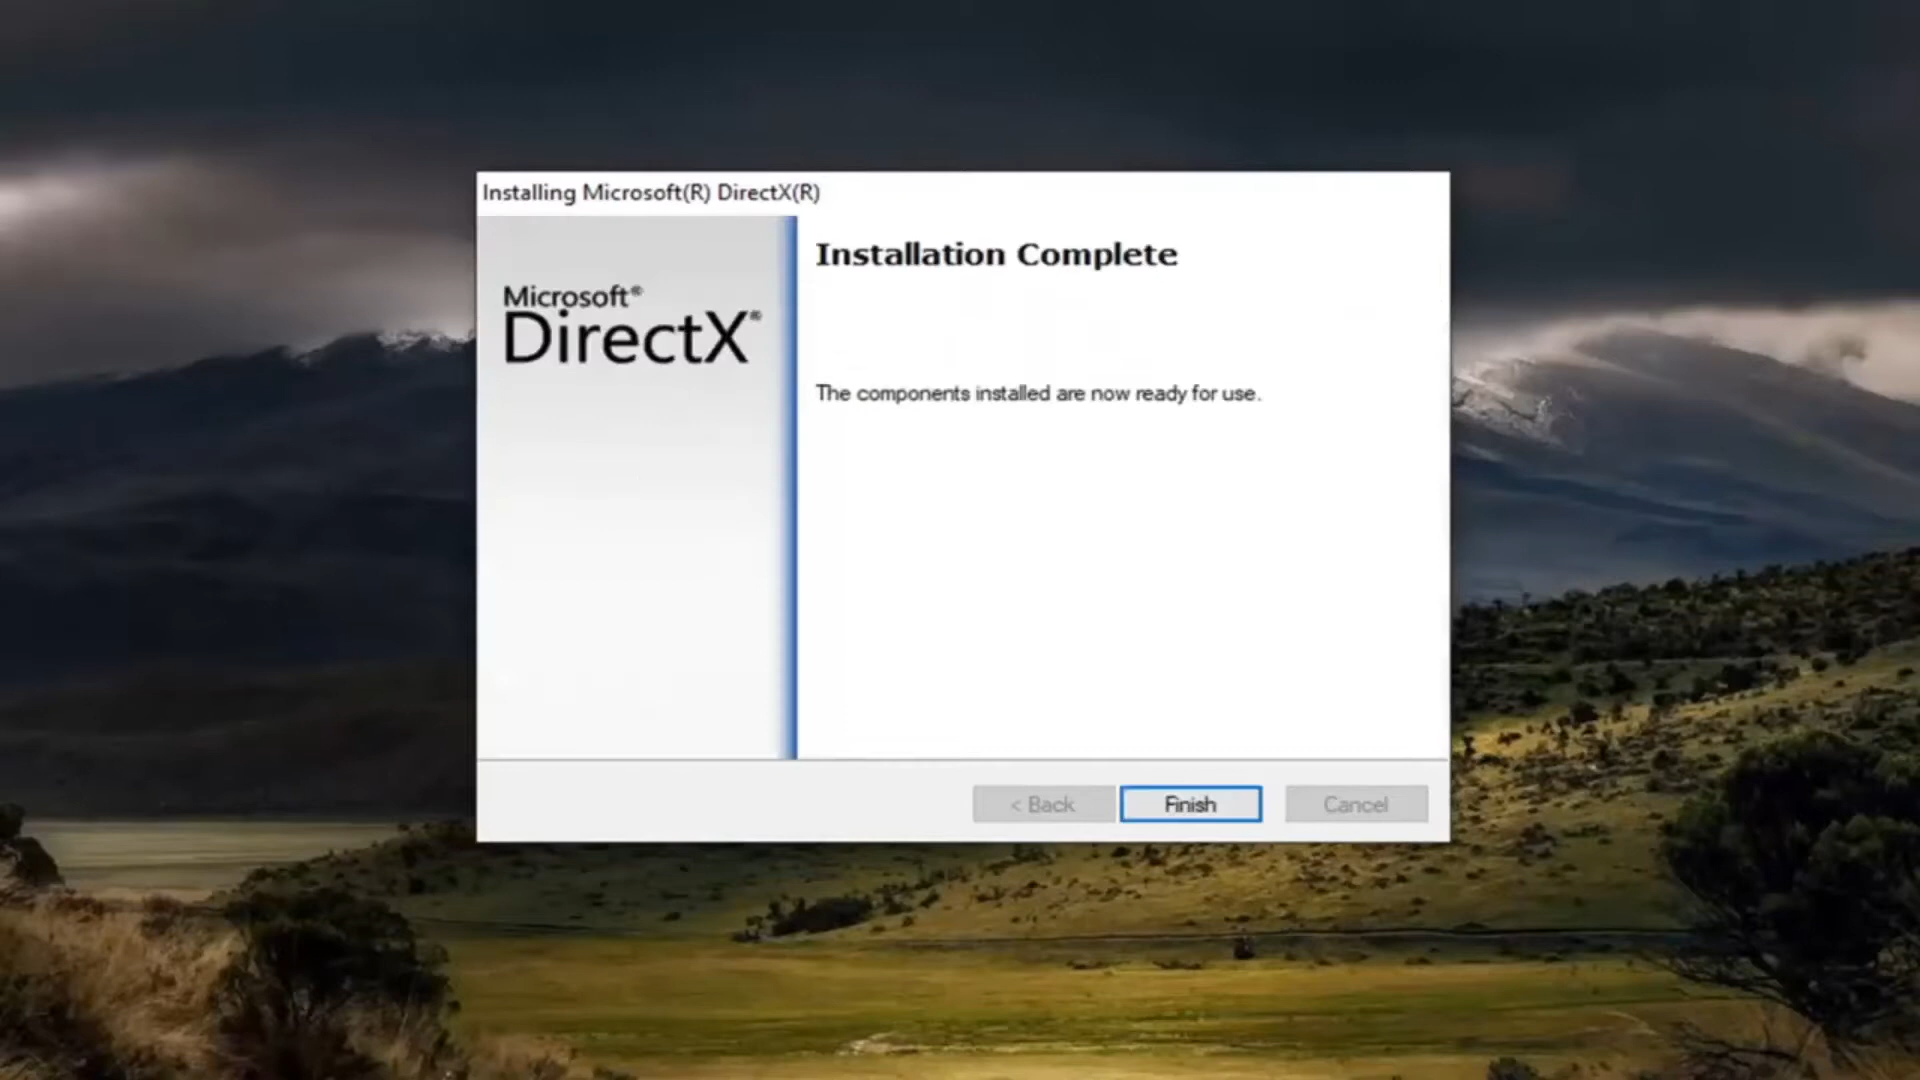 Installing Microsoft(R) DirectX(R)
Microsoft®
DirectX®
Installation Complete
The components installed are now ready for use.
< Back
Finish
Cancel